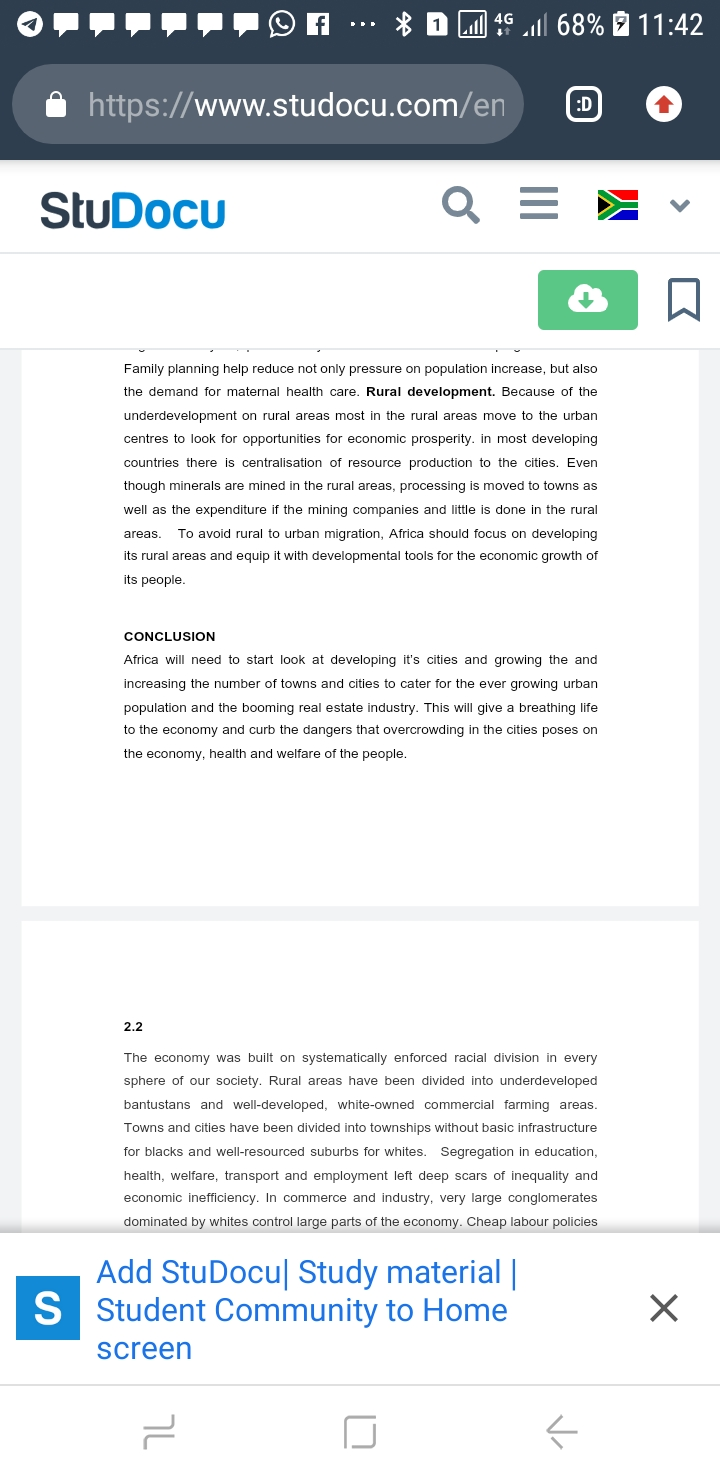 1 4G 68% 11:42
https://www.studocu.com/en
:D
StuDocu
Family planning help reduce not only pressure on population increase, but also
the demand for maternal health care. Rural development. Because of the
underdevelopment on rural areas most in the rural areas move to the urban
centres to look for opportunities for economic prosperity. in most developing
countries there is centralisation of resource production to the cities. Even
though minerals are mined in the rural areas, processing is moved to towns as
well as the expenditure if the mining companies and little is done in the rural
areas. To avoid rural to urban migration, Africa should focus on developing
its rural areas and equip it with developmental tools for the economic growth of
its people.
CONCLUSION
Africa will need to start look at developing it's cities and growing the and
increasing the number of towns and cities to cater for the ever growing urban
population and the booming real estate industry. This will give a breathing life
to the economy and curb the dangers that overcrowding in the cities poses on
the economy, health and welfare of the people.
2.2
The economy was built on systematically enforced racial division in every
sphere of our society. Rural areas have been divided into underdeveloped
bantustans and well-developed, white-owned commercial farming areas.
Towns and cities have been divided into townships without basic infrastructure
for blacks and well-resourced suburbs for whites. Segregation in education,
health, welfare, transport and employment left deep scars of inequality and
economic inefficiency. In commerce and industry, very large conglomerates
dominated by whites control large parts of the economy. Cheap labour policies
S
Add StuDocu| Study material |
Student Community to Home
screen